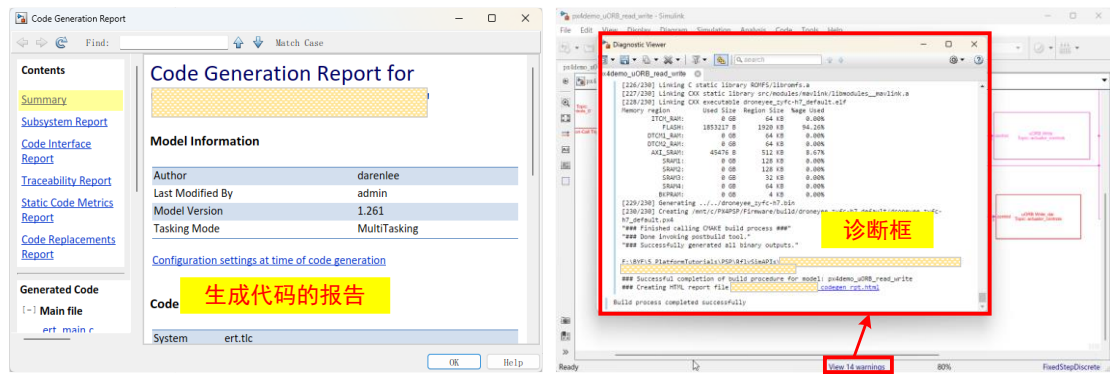 Code Generation Report
Find:
Match Case
Contents
Summary
Subsystem Report
Code Interface
Report
Traceability Report
Static Code Metrics
Report
Code Replacements
Report
Generated Code
[-] Main file
ert_main.c
Code Generation Report for
Model Information
Author darenlee
Last Modified By admin
Model Version 1.261
Tasking Mode MultiTasking
Configuration settings at time of code generation
Code
生成代码的报告
System ert.tlc
OK Help
px4demo_uORB_read_write - Simulink
File Edit View Display Diagram Simulation Analysis Code Tools Help
Diagnostic Viewer
search
x4demo_uORB_read_write
[226/230] Linking C static library ROMFS/libromfs.a
[227/230] Linking CXX static library src/modules/mavlink/libmodules__mavlink.a
[228/230] Linking CXX executable droneyee_zyfc-h7_default.elf
Memory region Used Size Region Size %age Used
ITCM_RAM: 0 GB 64 KB 0.00%
FLASH: 1853217 B 1920 KB 94.26%
DTCM1_RAM: 0 GB 64 KB 0.00%
DTCM2_RAM: 0 GB 64 KB 0.00%
AXI_SRAM: 45476 B 512 KB 8.67%
SRAM1: 0 GB 128 KB 0.00%
SRAM2: 0 GB 128 KB 0.00%
SRAM3: 0 GB 32 KB 0.00%
SRAM4: 0 GB 64 KB 0.00%
BKPRAM: 0 GB 4 KB 0.00%
[229/230] Generating ../../droneyee_zyfc-h7.bin
[230/230] Creating /mnt/c/PX4PSP/Firmware/build/droneyee_zyfc-h7_default/droneyee_zyfc-
h7_default.px4
"### Finished calling CMAKE build process ###"
"### Done invoking postbuild tool."
"### Successfully generated all binary outputs."
诊断框
### Successful completion of build procedure for model: px4demo_uORB_read_write
### Creating HTML report file codegen_rpt.html
Build process completed successfully
Ready
View 14 warnings
80%
FixedStepDiscrete